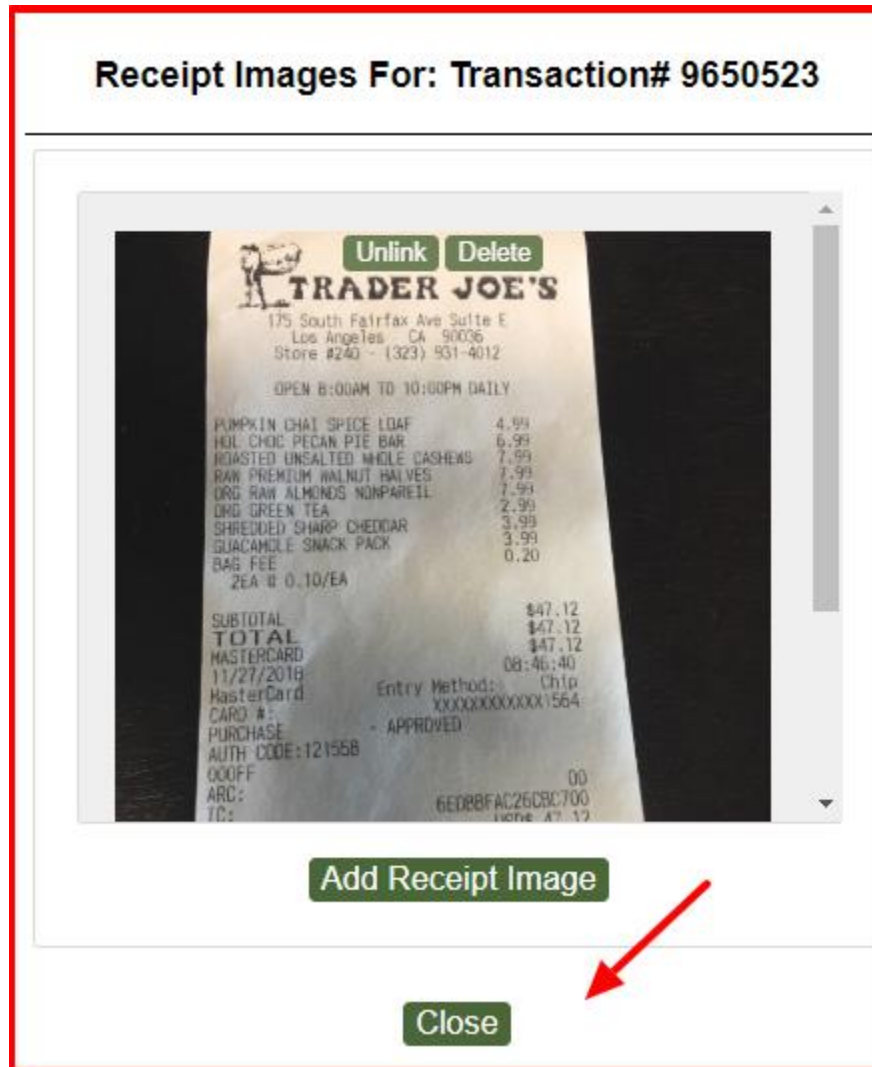 Receipt Images For: Transaction# 9650523
Unlink Delete
TRADER JOE'S
175 South Fairfax Ave Suite E
Los Angeles CA 90036
Store #240 - (323) 931-4012
OPEN 8:00AM TO 10:00PM DAILY
PUMPKIN CHAI SPICE LOAF 4.99
HOL CHOC PECAN PIE BAR 6.99
ROASTED UNSALTED WHOLE CASHEWS 7.99
RAW PREMIUM WALNUT HALVES 7.99
ORG RAW ALMONDS NONPAREIL 7.99
ORG GREEN TEA 2.99
SHREDDED SHARP CHEDDAR 3.99
GUACAMOLE SNACK PACK 3.99
BAG FEE 0.20
2EA @ 0.10/EA
SUBTOTAL $47.12
TOTAL $47.12
MASTERCARD $47.12
11/27/2018 08:46:40
MasterCard Entry Method: Chip
CARD #: XXXXXXXXXXXX1564
PURCHASE - APPROVED
AUTH CODE:12155B
000FF
ARC: 00
TC: 
USD$ 47.12
Add Receipt Image
Close